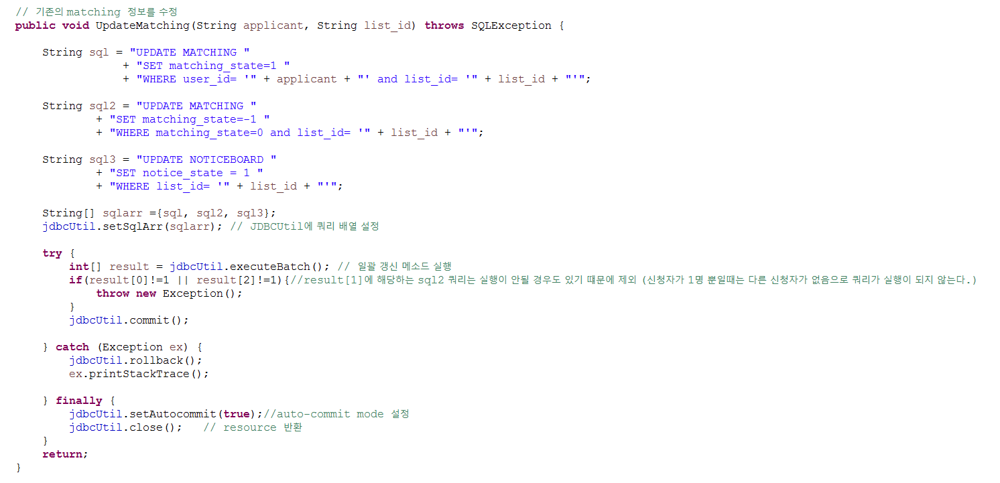 // 기존의 matching 정보를 수정
public void UpdateMatching(String applicant, String list_id) throws SQLException {
String sql = "UPDATE MATCHING "
+ "SET matching_state=1 "
+ "WHERE user_id= '" + applicant + "' and list_id= '" + list_id + "'";
String sql2 = "UPDATE MATCHING "
+ "SET matching_state=-1 "
+ "WHERE matching_state=0 and list_id= '" + list_id + "'";
String sql3 = "UPDATE NOTICEBOARD "
+ "SET notice_state = 1 "
+ "WHERE list_id= '" + list_id + "'";
String[] sqlarr ={sql, sql2, sql3};
jdbcUtil.setSqlArr(sqlarr); // JDBCUtil에 쿼리 배열 설정
try {
int[] result = jdbcUtil.executeBatch(); // 일괄 갱신 메소드 실행
if(result[0]!=1 || result[2]!=1){//result[1]에 해당하는 sql2 쿼리는 실행이 안될 경우도 있기 떄문에 제외 (신청자가 1명 뿐일때는 다른 신청자가 없음으로 쿼리가 실행이 되지 않는다.)
throw new Exception();
}
jdbcUtil.commit();
} catch (Exception ex) {
jdbcUtil.rollback();
ex.printStackTrace();
} finally {
jdbcUtil.setAutocommit(true);//auto-commit mode 설정
jdbcUtil.close(); // resource 반환
}
return;
}